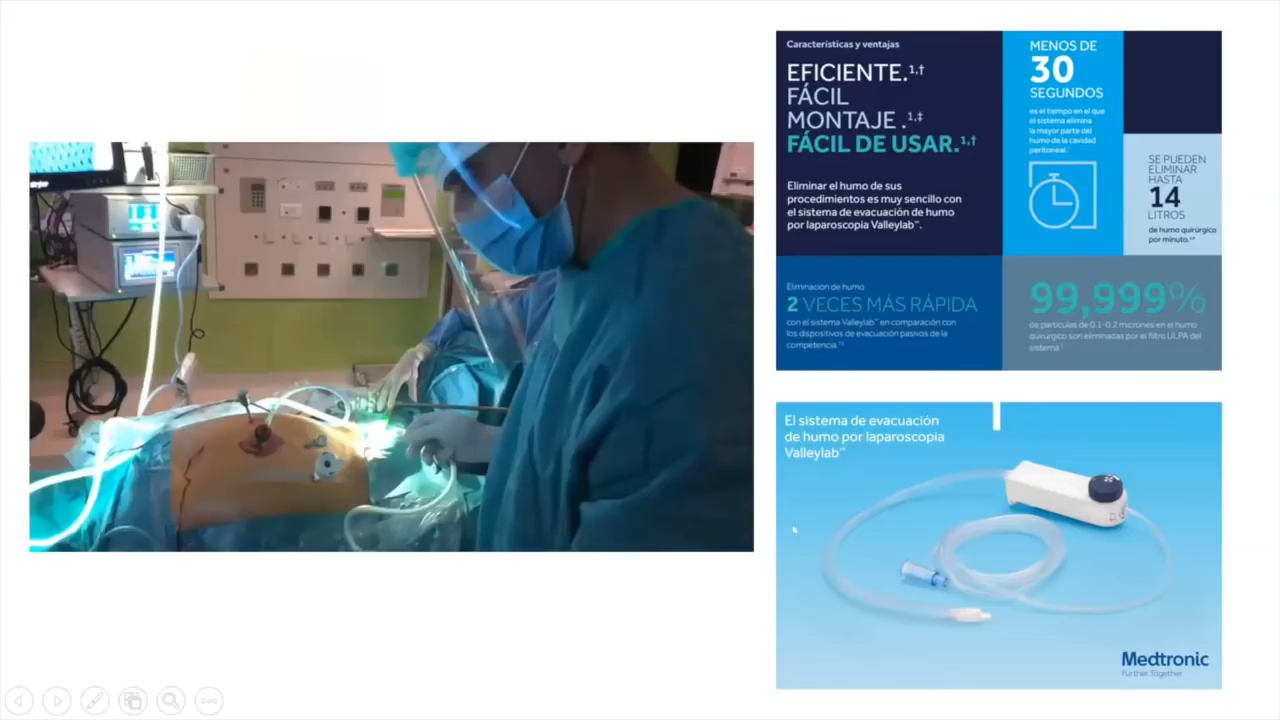 Características y ventajas
EFICIENTE.1,†
FÁCIL
MONTAJE .1,‡
FÁCIL DE USAR.1,†
Eliminar el humo de sus
procedimientos es muy sencillo con
el sistema de evacuación de humo
por laparoscopia Valleylab™.
MENOS DE
30
SEGUNDOS
es el tiempo en el que
el sistema elimina
la mayor parte del
humo de la cavidad
peritoneal.
SE PUEDEN
ELIMINAR
HASTA
14
LITROS
de humo quirúrgico
por minuto.
Eliminación de humo
2 VECES MÁS RÁPIDA
con el sistema Valleylab™ en comparación con
los dispositivos de evacuación pasivos de la
competencia.
99,999%
de partículas de 0.1-0.2 micrones en el humo
quirúrgico son eliminadas por el filtro ULPA del
sistema.
El sistema de evacuación
de humo por laparoscopia
Valleylab™
Medtronic
Further Together